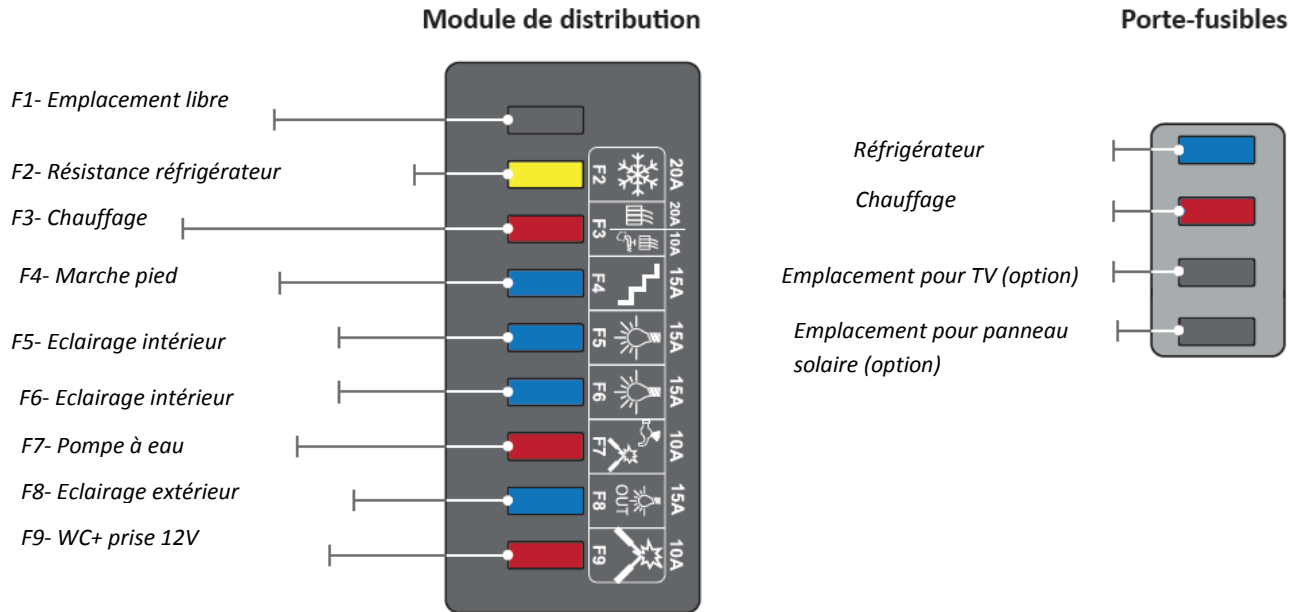 Module de distribution
Porte-fusibles
F1- Emplacement libre
F2- Résistance réfrigérateur
F3- Chauffage
F4- Marche pied
F5- Eclairage intérieur
F6- Eclairage intérieur
F7- Pompe à eau
F8- Eclairage extérieur
F9- WC+ prise 12V
F2 20A
F3 20A 10A
F4 15A
F5 15A
F6 15A
F7 10A
F8 OUT 15A
F9 10A
Réfrigérateur
Chauffage
Emplacement pour TV (option)
Emplacement pour panneau
solaire (option)